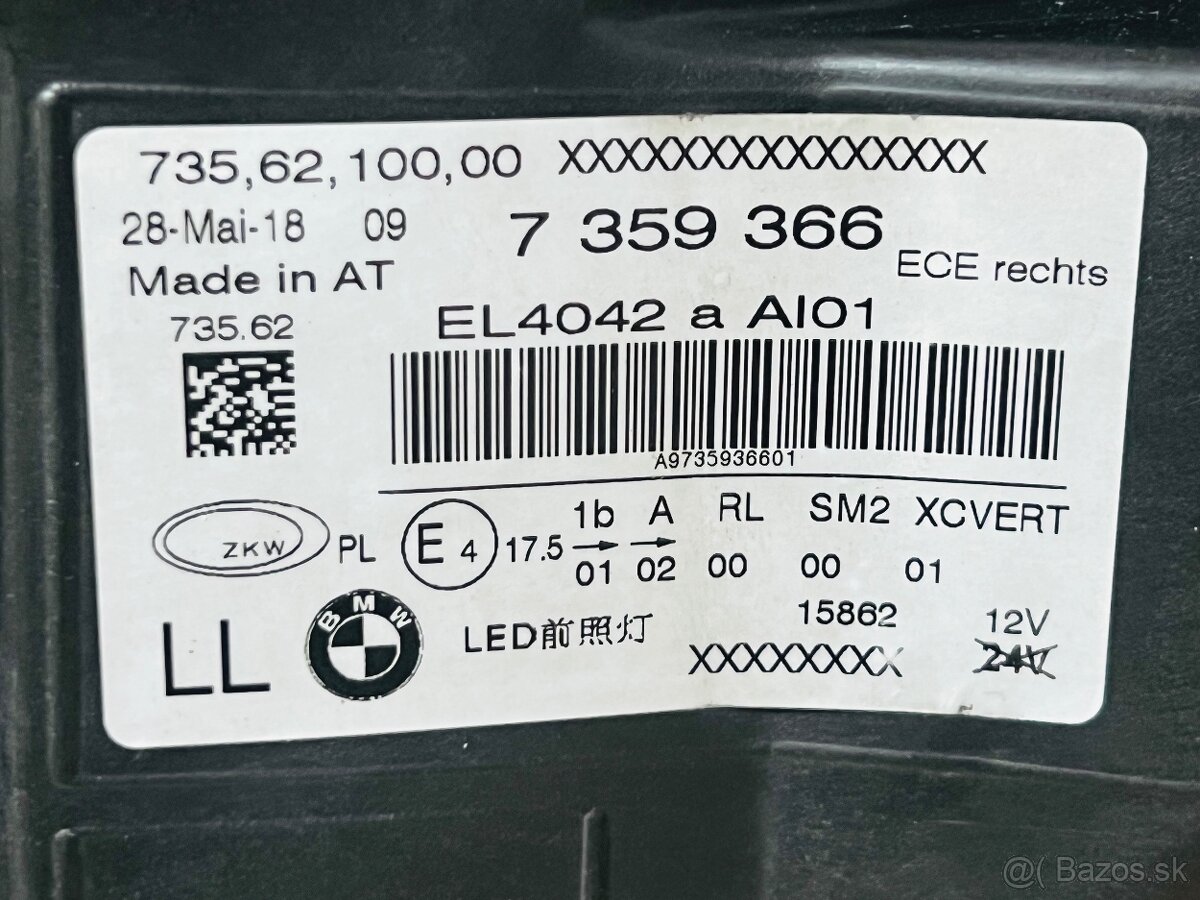 735,62,100,00 XXXXXXXXXXXXXXXX
28-Mai-18 09 7 359 366 ECE rechts
Made in AT
735.62 EL4042 a AI01
A9735936601
ZKW PL E 4 17.5 1b A RL SM2 XCVERT
→ →
01 02 00 00 01
LL BMW LED前照灯 15862 12V
XXXXXXXX 24V
@( Bazos.sk